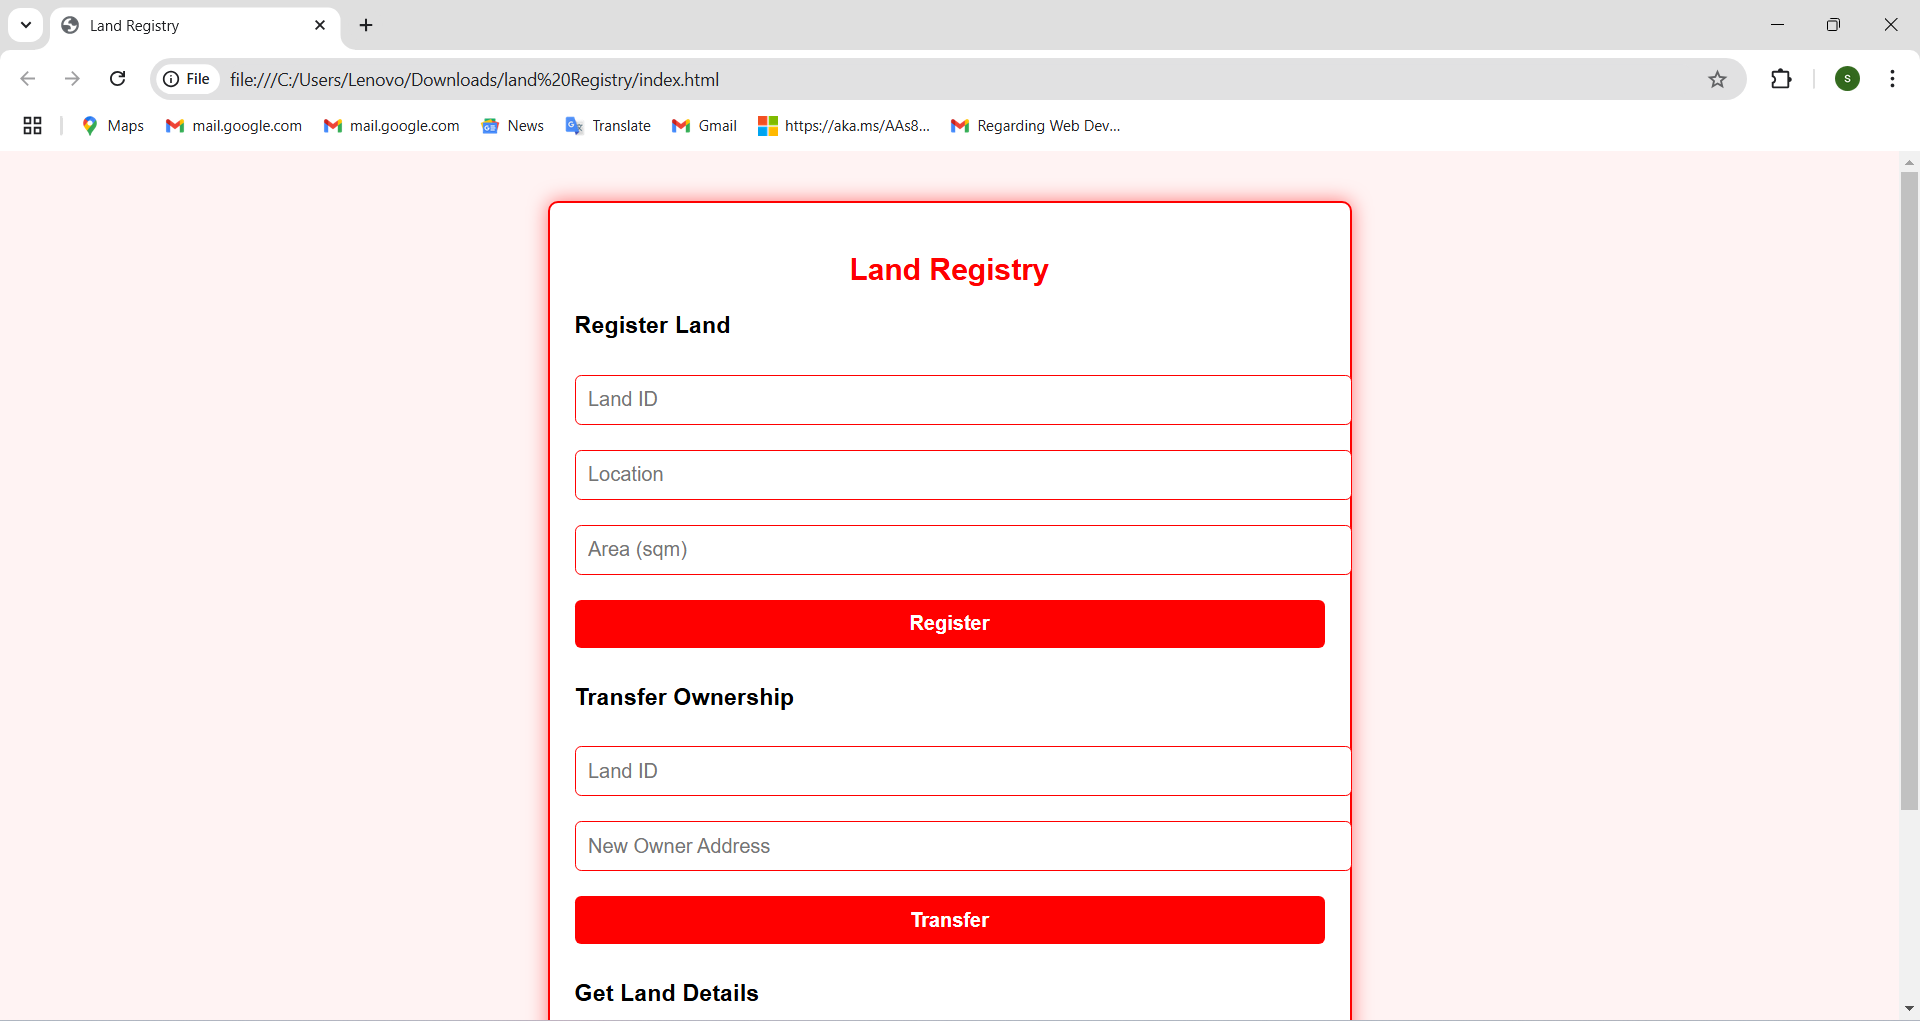 Land Registry
File file:///C:/Users/Lenovo/Downloads/land%20Registry/index.html
S
Maps mail.google.com mail.google.com News Translate Gmail https://aka.ms/AAs8... Regarding Web Dev...
Land Registry
Register Land
Land ID
Location
Area (sqm)
Register
Transfer Ownership
Land ID
New Owner Address
Transfer
Get Land Details